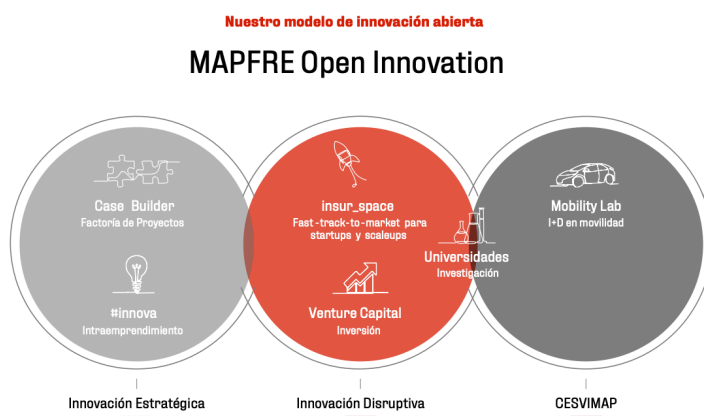 Nuestro modelo de innovación abierta
MAPFRE Open Innovation
Case Builder
Factoría de Proyectos
#innova
Intraemprendimiento
insur_space
Fast-track-to-market para
startups y scaleups
Venture Capital
Inversión
Universidades
Investigación
Mobility Lab
I+D en movilidad
Innovación Estratégica
Innovación Disruptiva
CESVIMAP